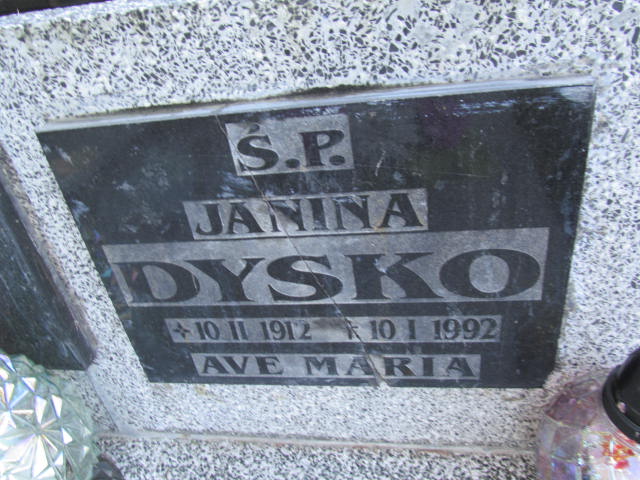 Ś.P.
JANINA
DYSKO
* 10 II 1912 † 10 I 1992
AVE MARIA